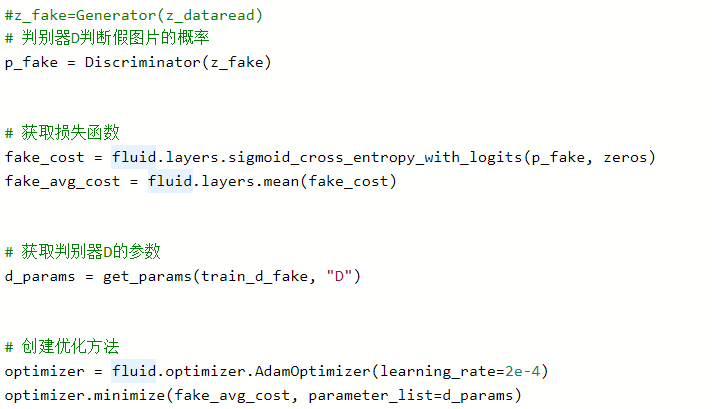 #z_fake=Generator(z_dataread)
# 判别器D判断假图片的概率
p_fake = Discriminator(z_fake)
# 获取损失函数
fake_cost = fluid.layers.sigmoid_cross_entropy_with_logits(p_fake, zeros)
fake_avg_cost = fluid.layers.mean(fake_cost)
# 获取判别器D的参数
d_params = get_params(train_d_fake, "D")
# 创建优化方法
optimizer = fluid.optimizer.AdamOptimizer(learning_rate=2e-4)
optimizer.minimize(fake_avg_cost, parameter_list=d_params)